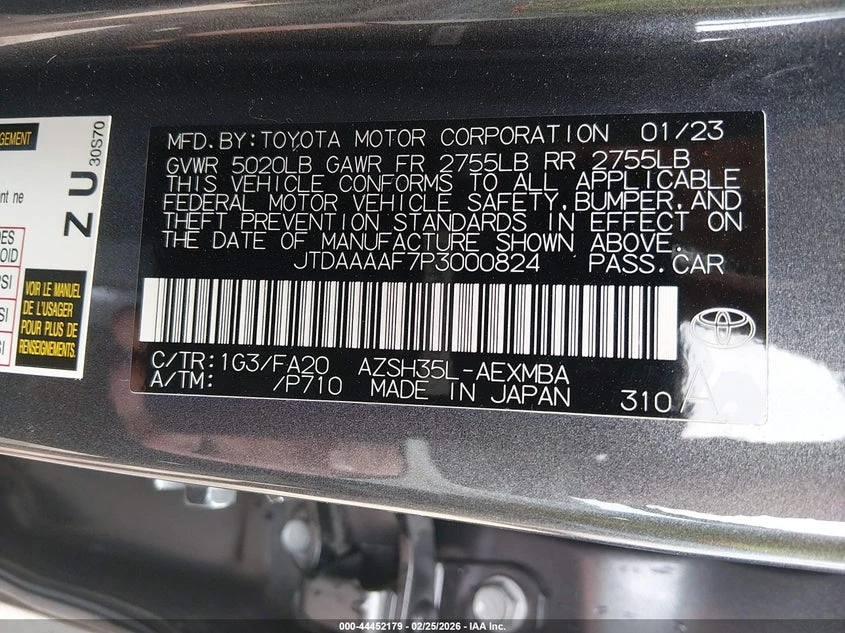 MFD.BY:TOYOTA MOTOR CORPORATION 01/23
GVWR 5020LB GAWR FR 2755LB RR 2755LB
THIS VEHICLE CONFORMS TO ALL APPLICABLE
FEDERAL MOTOR VEHICLE SAFETY,BUMPER,AND
THEFT PREVENTION STANDARDS IN EFFECT ON
THE DATE OF MANUFACTURE SHOWN ABOVE.
JTDAAAAF7P3000824 PASS.CAR
C/TR:1G3/FA20 AZSH35L-AEXMBA
A/TM: /P710 MADE IN JAPAN 310 A
ZU 30S70
VOIR LE MANUEL
DE L'USAGER
POUR PLUS DE
RENSEIGNEMENTS.
000-44452179 - 02/25/2026 - IAA Inc.